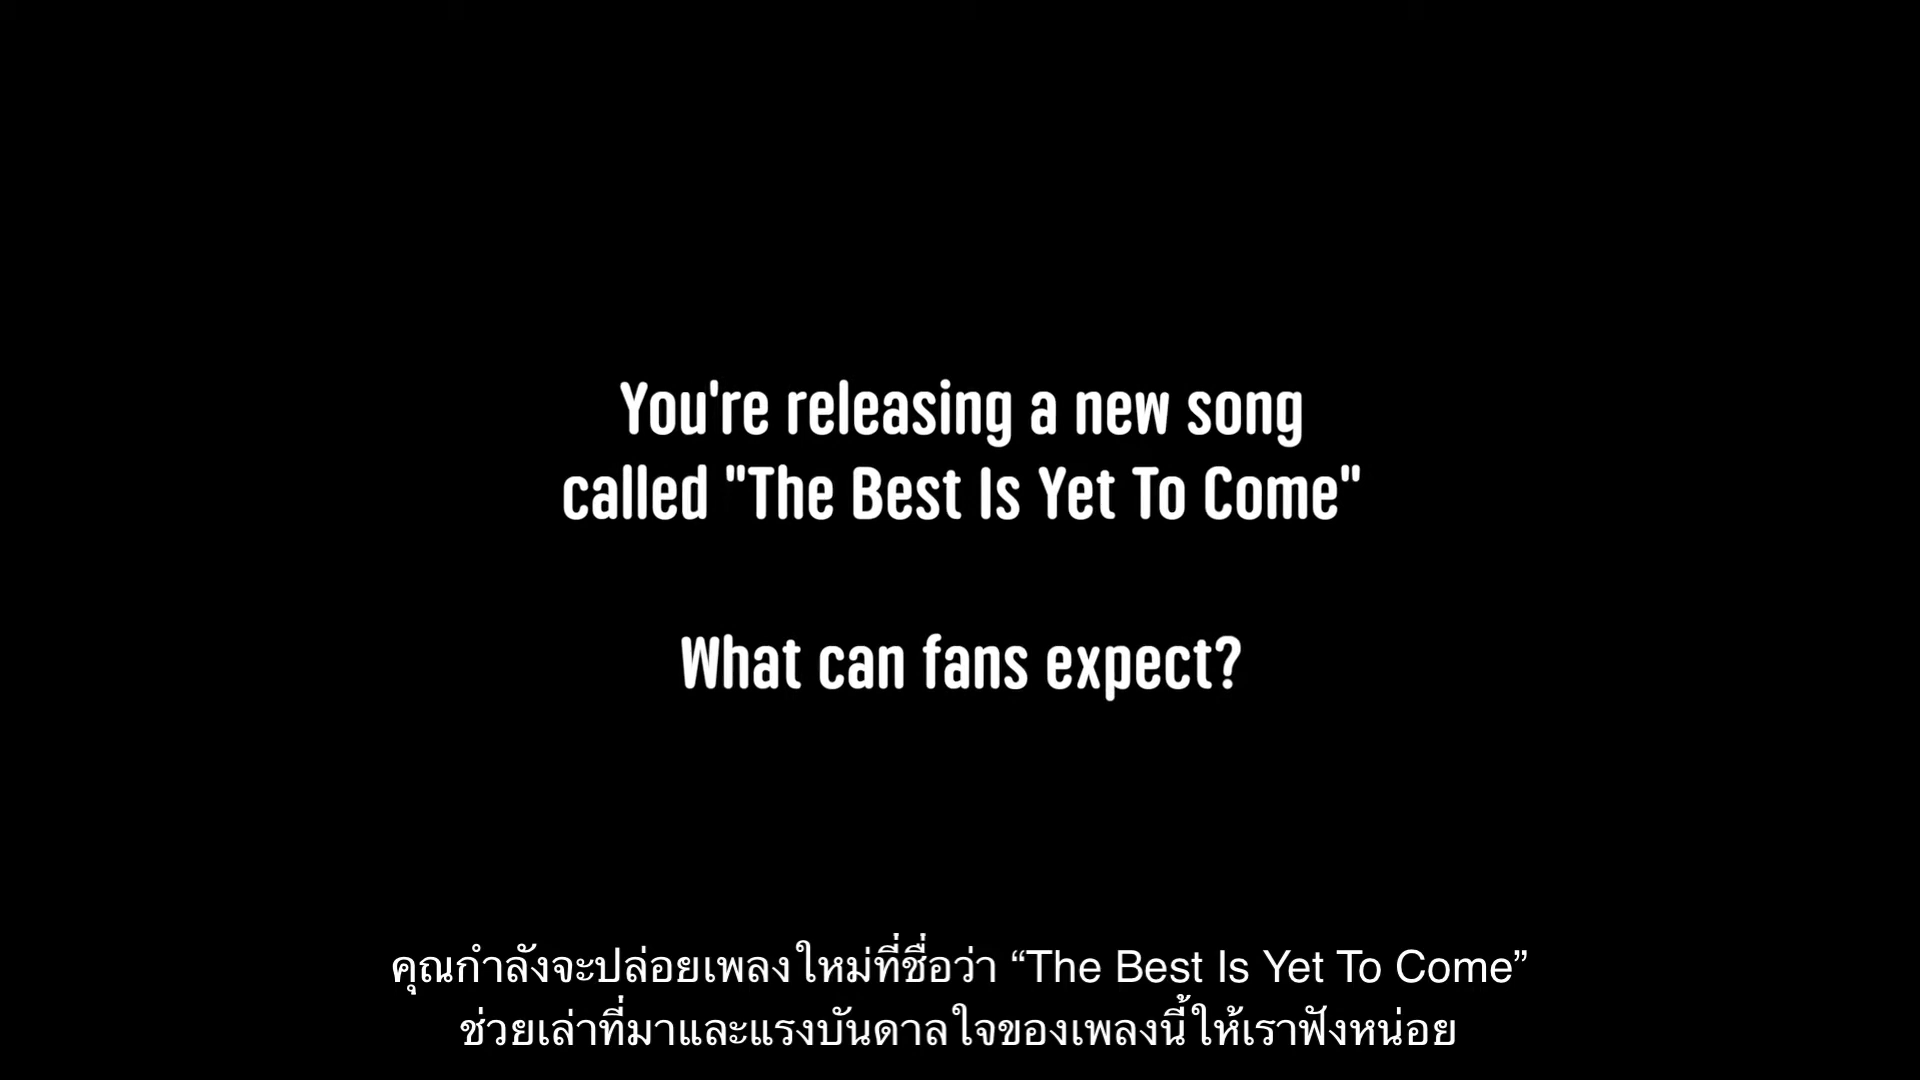 You're releasing a new song
called "The Best Is Yet To Come"
What can fans expect?
คุณกำลังจะปล่อยเพลงใหม่ที่ชื่อว่า “The Best Is Yet To Come”
ช่วยเล่าที่มาและแรงบันดาลใจของเพลงนี้ให้เราฟังหน่อย